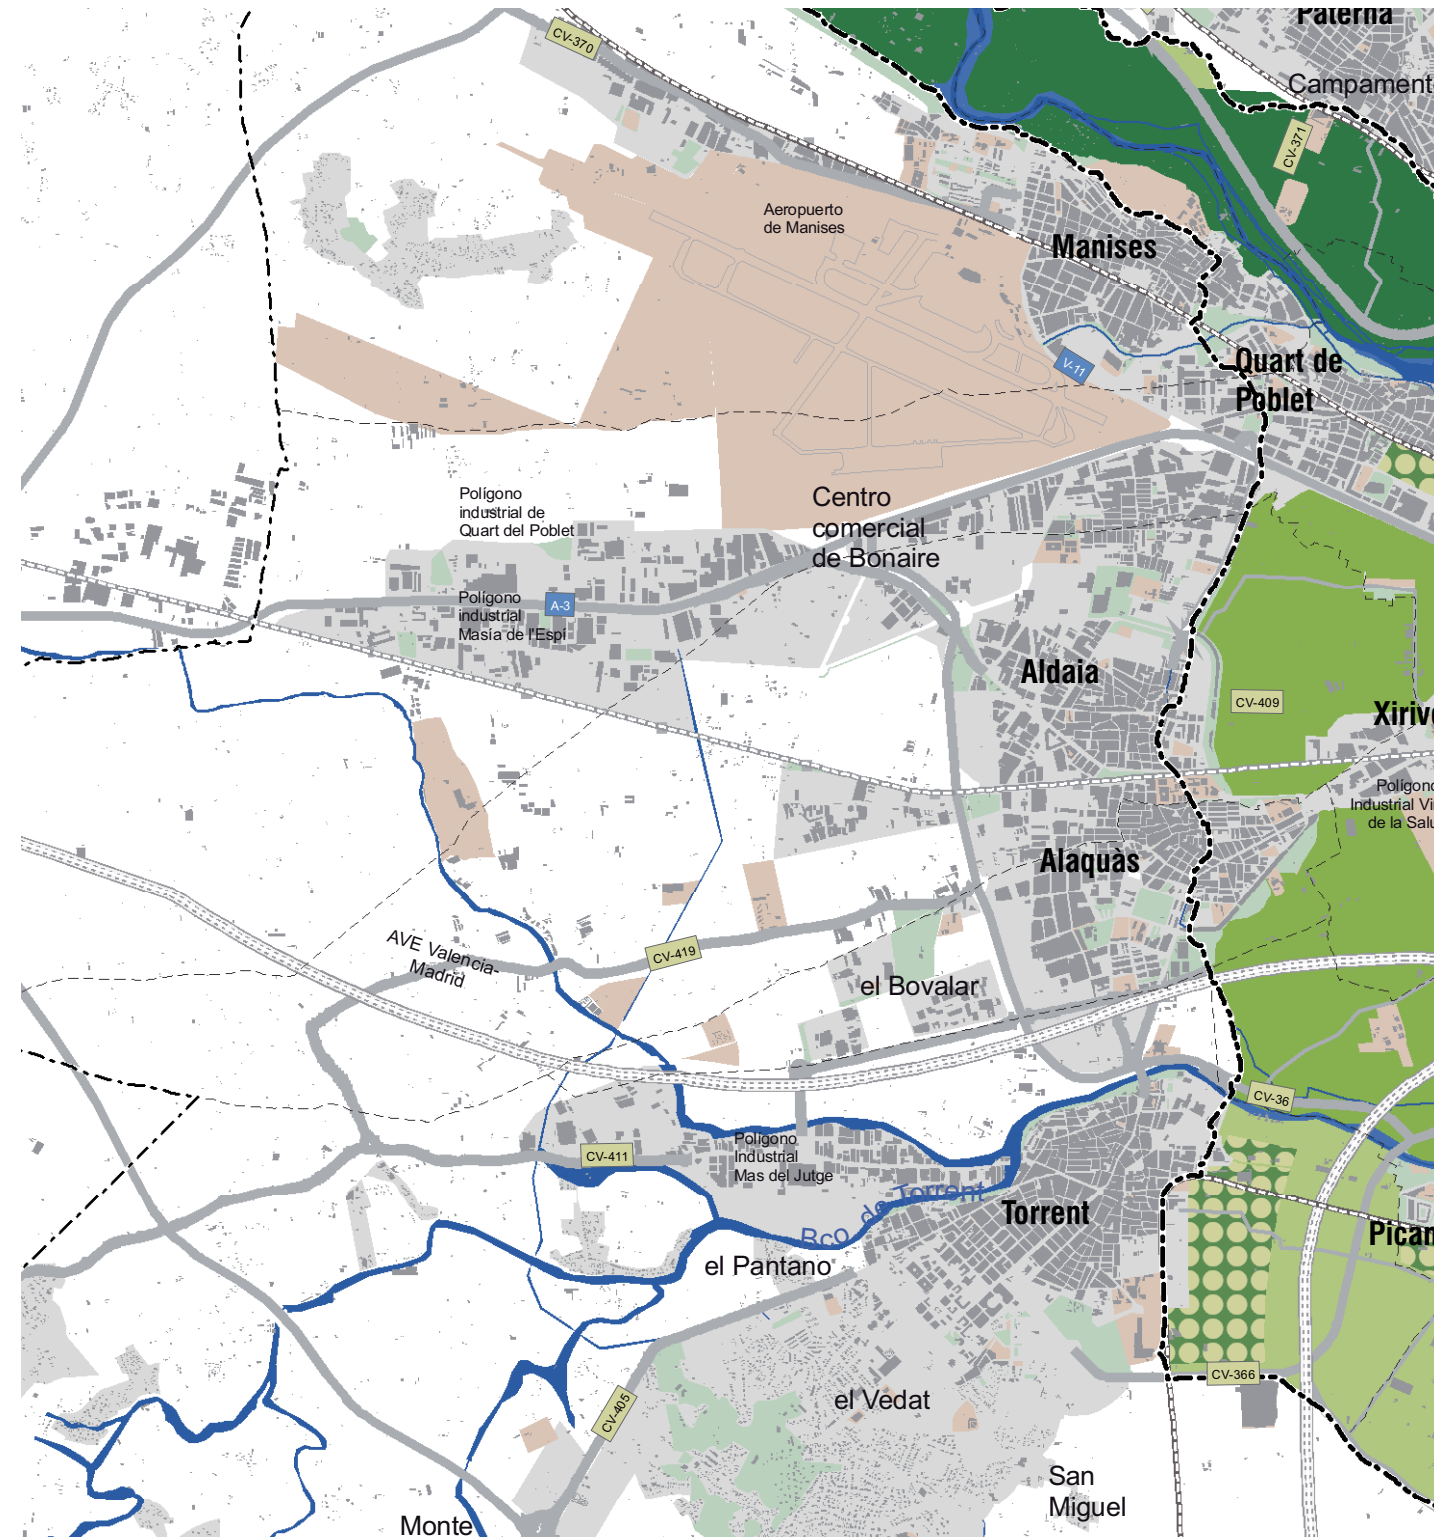 Paterna
CV-370
Campament
CV-371
Aeropuerto
de Manises
Manises
V-11
Quart de
Poblet
Polígono
industrial de
Quart del Poblet
Centro
comercial
de Bonaire
Polígono
industrial
Masía de l'Espí
A-3
Aldaia
CV-409
Xiriv
Polígono
Industrial Vi
de la Salu
Alaquàs
AVE Valencia-
Madrid
CV-419
el Bovalar
CV-36
Polígono
Industrial
Mas del Jutge
CV-411
Bco. de Torrent
Torrent
Pican
el Pantano
CV-366
CV-405
el Vedat
San
Miguel
Monte